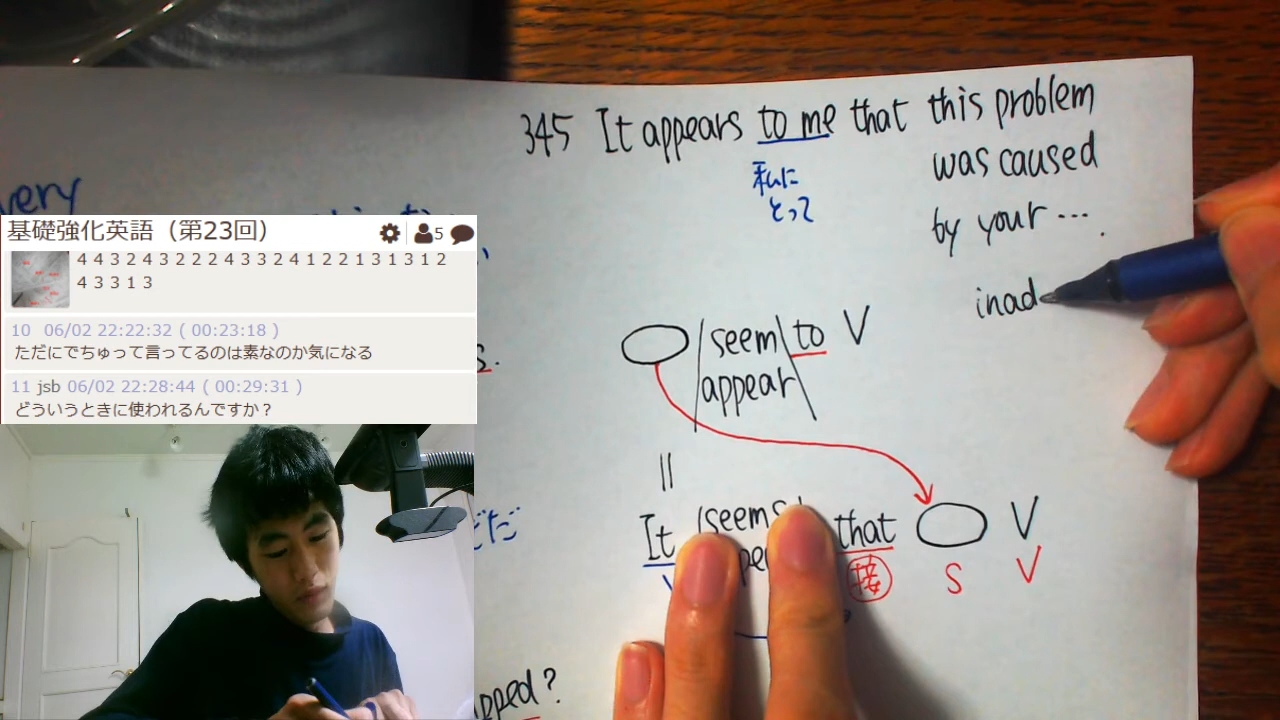 345 It appears to me that this problem
was caused
by your ...
私に
とって
inad
very
基礎強化英語（第23回）
5
4 4 3 2 4 3 2 2 2 4 3 3 2 4 1 2 2 1 3 1 3 1 2
4 3 3 1 3
10 06/02 22:22:32 ( 00:23:18 )
ただにでちゅって言ってるのは素なのか気になる
11 jsb 06/02 22:28:44 ( 00:29:31 )
どういうときに使われるんですか？
seem to V
appear
s.
||
It seems that V
接 S V
だ
pped?